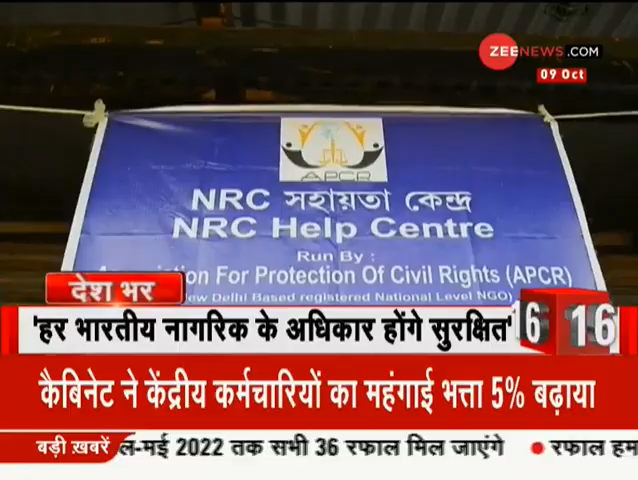 ZEENEWS.COM
09 Oct
APCR
NRC সহায়তা কেন্দ্ৰ
NRC Help Centre
Run By :
For Protection Of Civil Rights (APCR)
New Delhi Based registered National Level NGO)
देश भर
'हर भारतीय नागरिक के अधिकार होंगे सुरक्षित'
16
कैबिनेट ने केंद्रीय कर्मचारियों का महंगाई भत्ता 5% बढ़ाया
बड़ी ख़बरें
ल-मई 2022 तक सभी 36 रफाल मिल जाएंगे • रफाल हम